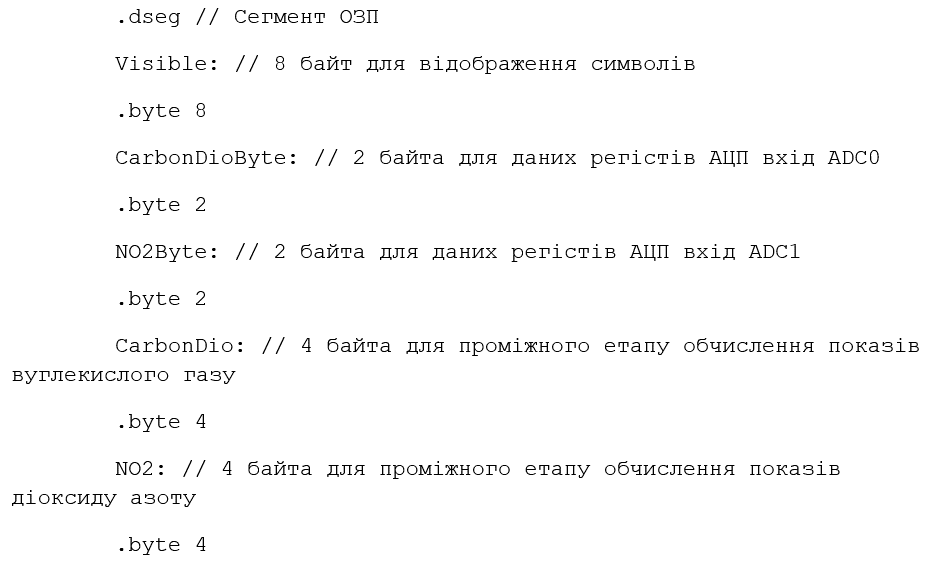 .dseg // Сегмент ОЗП
Visible: // 8 байт для відображення символів
.byte 8
CarbonDioByte: // 2 байта для даних регістів АЦП вхід ADC0
.byte 2
NO2Byte: // 2 байта для даних регістів АЦП вхід ADC1
.byte 2
CarbonDio: // 4 байта для проміжного етапу обчислення показів
вуглекислого газу
.byte 4
NO2: // 4 байта для проміжного етапу обчислення показів
діоксиду азоту
.byte 4